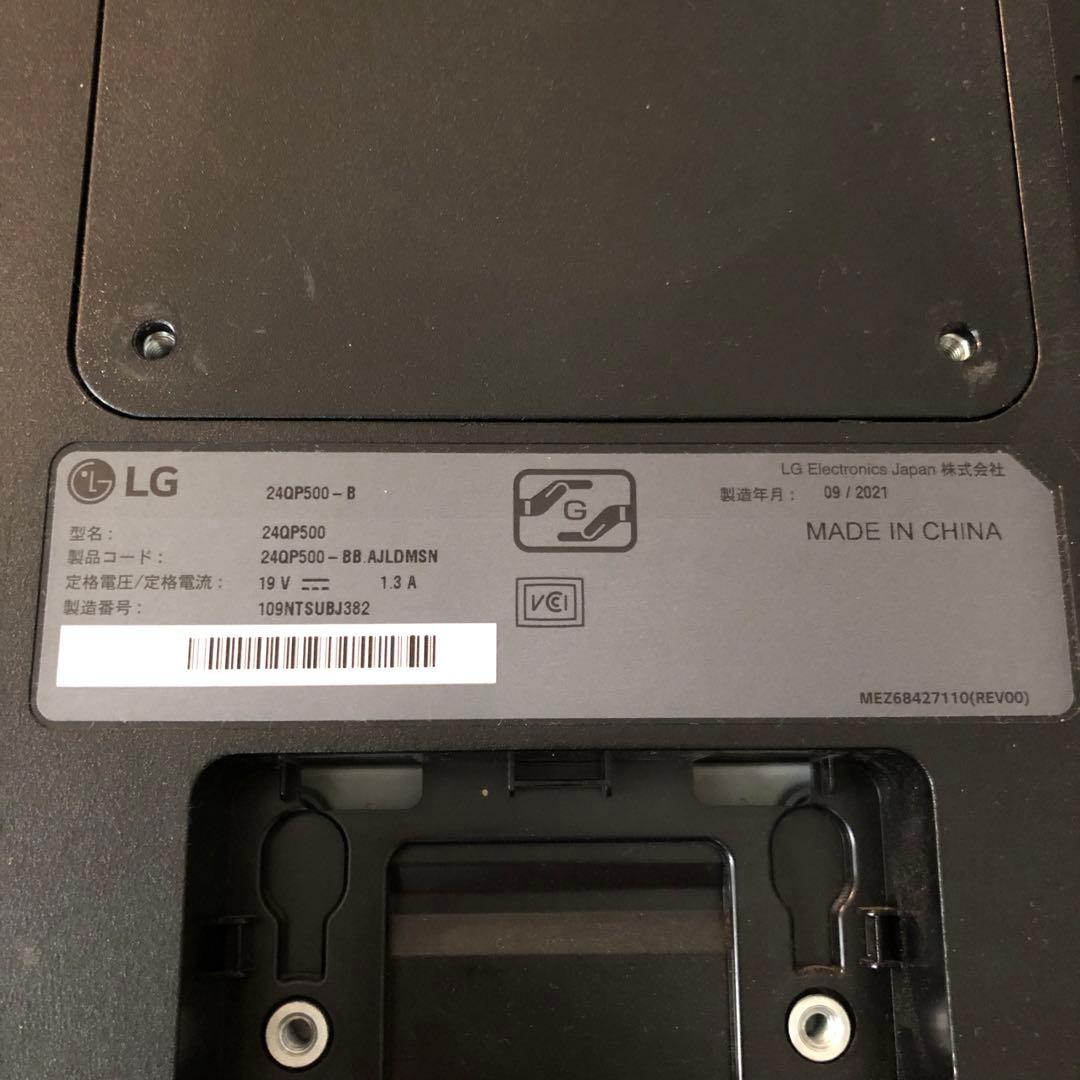 LG
24QP500-B
型名: 24QP500
製品コード: 24QP500-BB.AJLDMSN
定格電圧/定格電流: 19 V 1.3 A
製造番号: 109NTSUBJ382
G
VCCI
LG Electronics Japan 株式会社
製造年月: 09 / 2021
MADE IN CHINA
MEZ68427110(REV00)